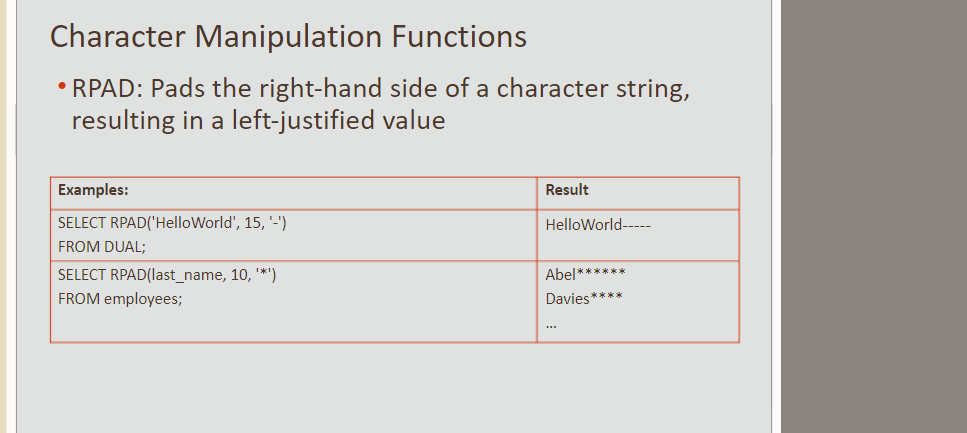 Character Manipulation Functions
• RPAD: Pads the right-hand side of a character string,
resulting in a left-justified value
Examples:
Result
SELECT RPAD('HelloWorld', 15, '-')
FROM DUAL;
HelloWorld-----
SELECT RPAD(last_name, 10, '*')
FROM employees;
Abel******
Davies****
...